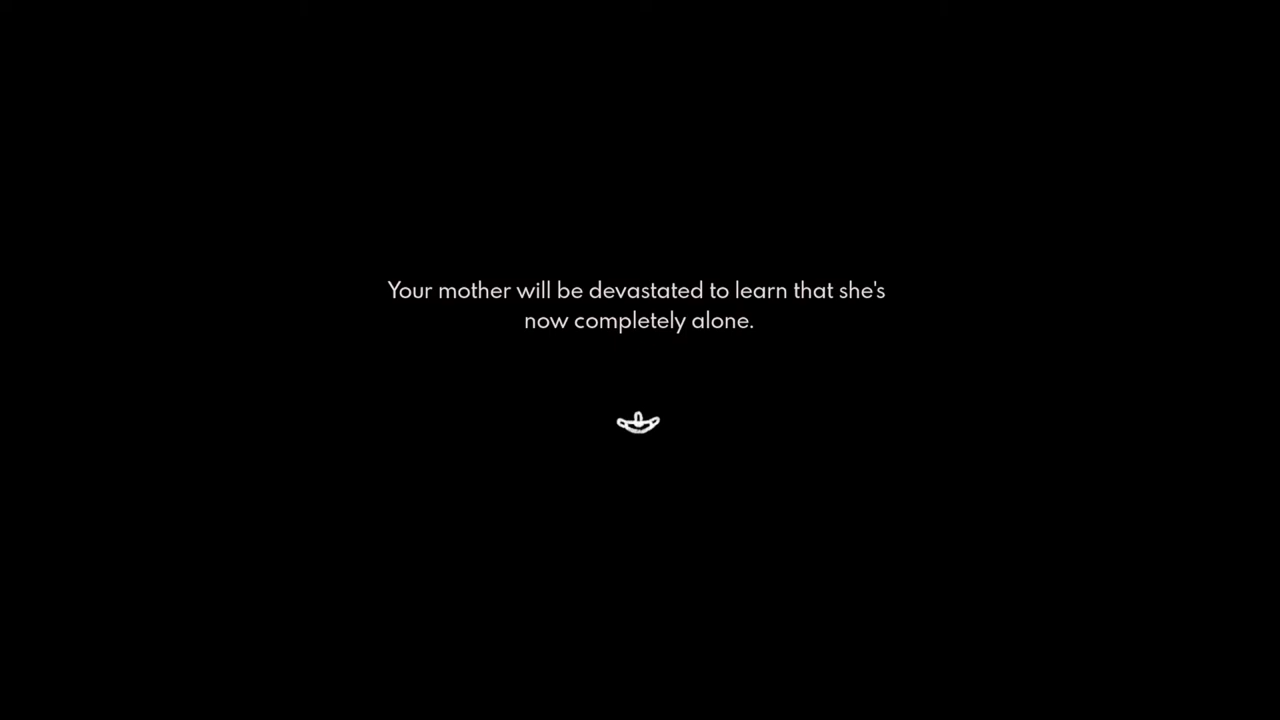 Your mother will be devastated to learn that she's
now completely alone.